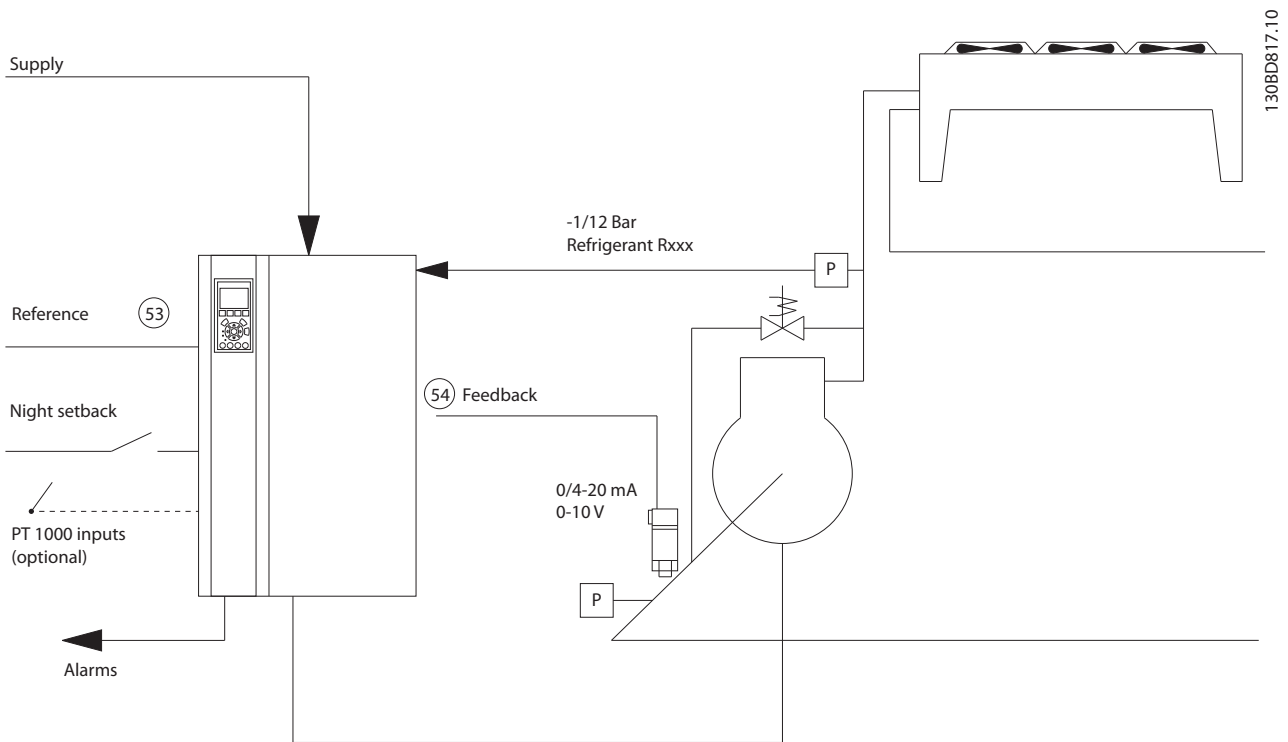 130BD817.10
Supply
-1/12 Bar
Refrigerant Rxxx
P
Reference
53
54 Feedback
Night setback
0/4-20 mA
0-10 V
PT 1000 inputs
(optional)
P
Alarms